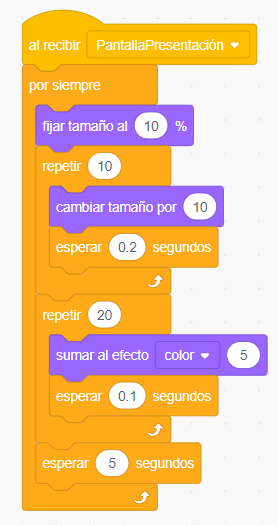 al recibir PantallaPresentación
por siempre
fijar tamaño al 10 %
repetir 10
cambiar tamaño por 10
esperar 0.2 segundos
repetir 20
sumar al efecto color 5
esperar 0.1 segundos
esperar 5 segundos